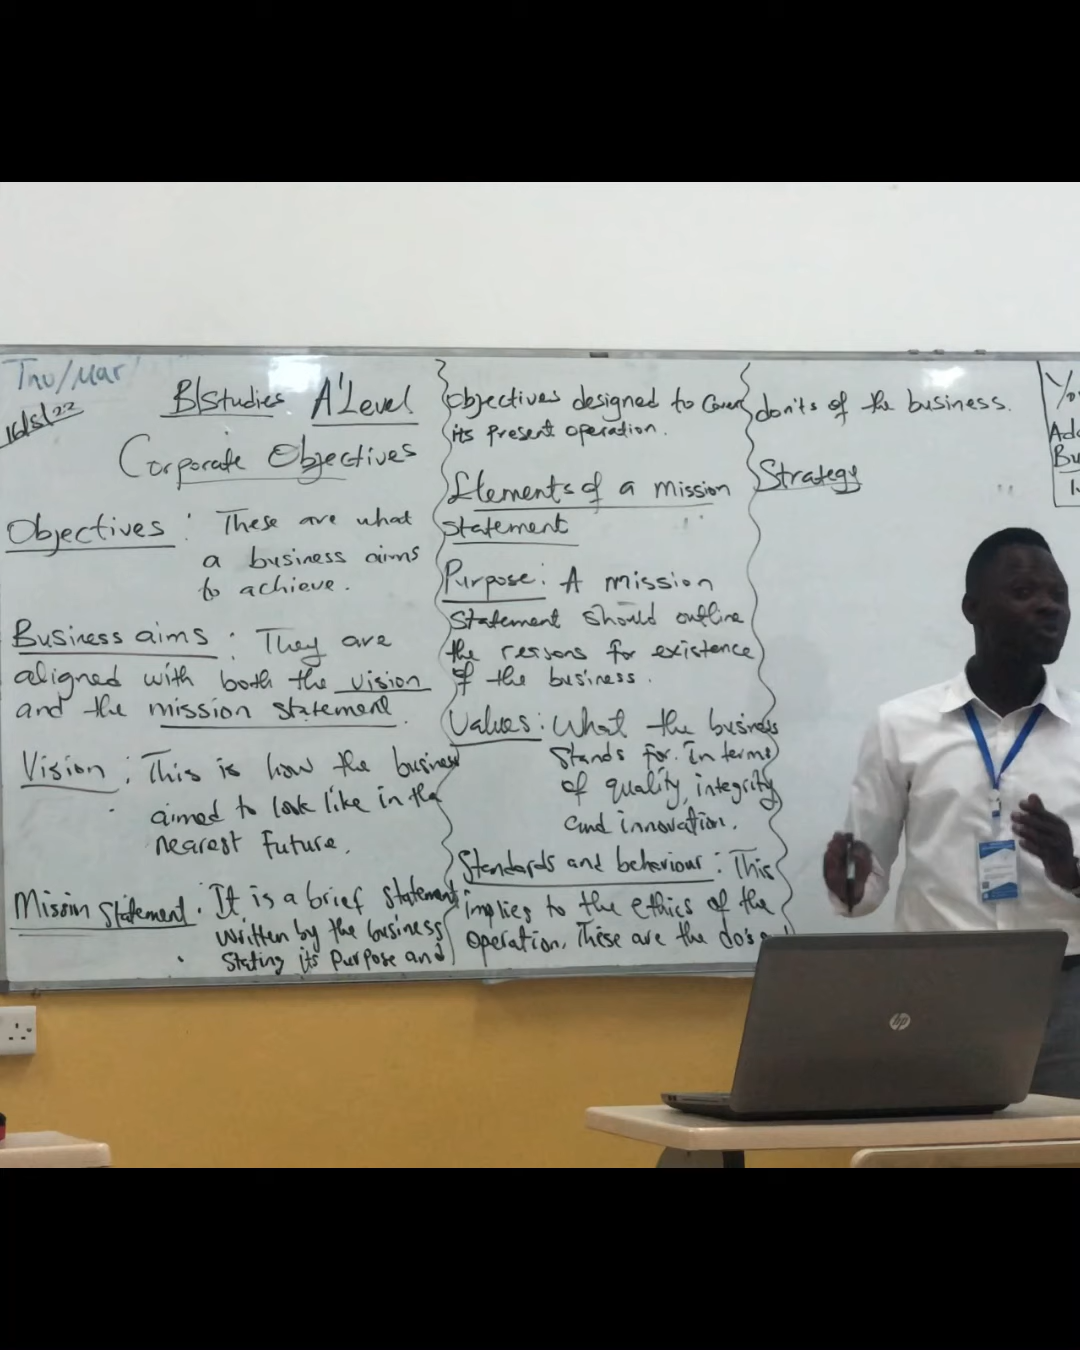 16/5/22
B/Studies A'Level
Corporate Objectives
Objectives : These are what
a business aims
to achieve.
Business aims : They are
aligned with both the vision
and the mission statement.
Vision : This is how the business
aimed to look like in the
nearest future.
Mission Statement . It is a brief statement
written by the business
stating its purpose and
objectives designed to cover
its present operation.
Elements of a mission
statement
Purpose : A mission
statement should outline
the reasons for existence
of the business.
Values : What the business
stands for. In terms
of quality, integrity
and innovation.
Standards and behaviour : This
implies to the ethics of the
operation. These are the do's
don'ts of the business.
Strategy
hp